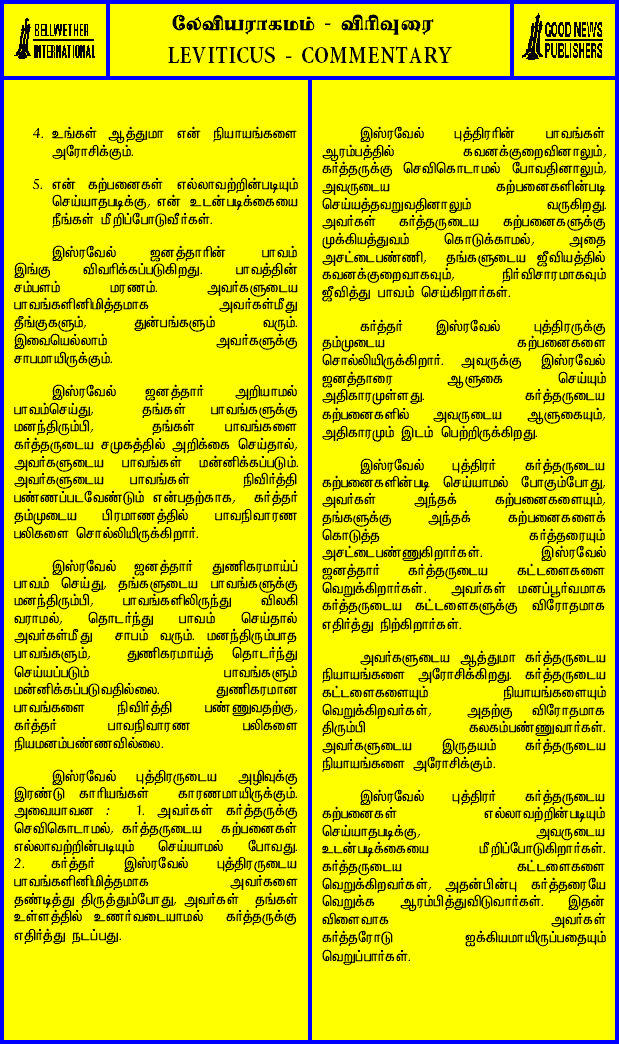 BELLWETHER
INTERNATIONAL
லேவியராகமம் - விரிவுரை
LEVITICUS - COMMENTARY
GOOD NEWS
PUBLISHERS
4. உங்கள் ஆத்துமா என் நியாயங்களை
அரோசிக்கும்.
5. என் கற்பனைகள் எல்லாவற்றின்படியும்
செய்யாதபடிக்கு, என் உடன்படிக்கையை
நீங்கள் மீறிப்போடுவீர்கள்.
இஸ்ரவேல் ஜனத்தாரின் பாவம்
இங்கு விவரிக்கப்படுகிறது. பாவத்தின்
சம்பளம் மரணம். அவர்களுடைய
பாவங்களினிமித்தமாக அவர்கள்மீது
தீங்குகளும், துன்பங்களும் வரும்.
இவையெல்லாம் அவர்களுக்கு
சாபமாயிருக்கும்.
இஸ்ரவேல் ஜனத்தார் அறியாமல்
பாவம்செய்து, தங்கள் பாவங்களுக்கு
மனந்திரும்பி, தங்கள் பாவங்களை
கர்த்தருடைய சமுகத்தில் அறிக்கை செய்தால்,
அவர்களுடைய பாவங்கள் மன்னிக்கப்படும்.
அவர்களுடைய பாவங்கள் நிவிர்த்தி
பண்ணப்படவேண்டும் என்பதற்காக, கர்த்தர்
தம்முடைய பிரமாணத்தில் பாவநிவாரண
பலிகளை சொல்லியிருக்கிறார்.
இஸ்ரவேல் ஜனத்தார் துணிகரமாய்ப்
பாவம் செய்து, தங்களுடைய பாவங்களுக்கு
மனந்திரும்பி, பாவங்களிலிருந்து விலகி
வராமல், தொடர்ந்து பாவம் செய்தால்
அவர்கள்மீது சாபம் வரும். மனந்திரும்பாத
பாவங்களும், துணிகரமாய்த் தொடர்ந்து
செய்யப்படும் பாவங்களும்
மன்னிக்கப்படுவதில்லை. துணிகரமான
பாவங்களை நிவிர்த்தி பண்ணுவதற்கு,
கர்த்தர் பாவநிவாரண பலிகளை
நியமனம்பண்ணவில்லை.
இஸ்ரவேல் புத்திரருடைய அழிவுக்கு
இரண்டு காரியங்கள் காரணமாயிருக்கும்.
அவையாவன : 1. அவர்கள் கர்த்தருக்கு
செவிகொடாமல், கர்த்தருடைய கற்பனைகள்
எல்லாவற்றின்படியும் செய்யாமல் போவது.
2. கர்த்தர் இஸ்ரவேல் புத்திரருடைய
பாவங்களினிமித்தமாக அவர்களை
தண்டித்து திருத்தும்போது, அவர்கள் தங்கள்
உள்ளத்தில் உணர்வடையாமல் கர்த்தருக்கு
எதிர்த்து நடப்பது.
இஸ்ரவேல் புத்திரரின் பாவங்கள்
ஆரம்பத்தில் கவனக்குறைவினாலும்,
கர்த்தருக்கு செவிகொடாமல் போவதினாலும்,
அவருடைய கற்பனைகளின்படி
செய்யத்தவறுவதினாலும் வருகிறது.
அவர்கள் கர்த்தருடைய கற்பனைகளுக்கு
முக்கியத்துவம் கொடுக்காமல், அதை
அசட்டைபண்ணி, தங்களுடைய ஜீவியத்தில்
கவனக்குறைவாகவும், நிர்விசாரமாகவும்
ஜீவித்து பாவம் செய்கிறார்கள்.
கர்த்தர் இஸ்ரவேல் புத்திரருக்கு
தம்முடைய கற்பனைகளை
சொல்லியிருக்கிறார். அவருக்கு இஸ்ரவேல்
ஜனத்தாரை ஆளுகை செய்யும்
அதிகாரமுள்ளது. கர்த்தருடைய
கற்பனைகளில் அவருடைய ஆளுகையும்,
அதிகாரமும் இடம் பெற்றிருக்கிறது.
இஸ்ரவேல் புத்திரர் கர்த்தருடைய
கற்பனைகளின்படி செய்யாமல் போகும்போது,
அவர்கள் அந்தக் கற்பனைகளையும்,
தங்களுக்கு அந்தக் கற்பனைகளைக்
கொடுத்த கர்த்தரையும்
அசட்டைபண்ணுகிறார்கள். இஸ்ரவேல்
ஜனத்தார் கர்த்தருடைய கட்டளைகளை
வெறுக்கிறார்கள். அவர்கள் மனப்பூர்வமாக
கர்த்தருடைய கட்டளைகளுக்கு விரோதமாக
எதிர்த்து நிற்கிறார்கள்.
அவர்களுடைய ஆத்துமா கர்த்தருடைய
நியாயங்களை அரோசிக்கிறது. கர்த்தருடைய
கட்டளைகளையும் நியாயங்களையும்
வெறுக்கிறவர்கள், அதற்கு விரோதமாக
திரும்பி கலகம்பண்ணுவார்கள்.
அவர்களுடைய இருதயம் கர்த்தருடைய
நியாயங்களை அரோசிக்கும்.
இஸ்ரவேல் புத்திரர் கர்த்தருடைய
கற்பனைகள் எல்லாவற்றின்படியும்
செய்யாதபடிக்கு, அவருடைய
உடன்படிக்கையை மீறிப்போடுகிறார்கள்.
கர்த்தருடைய கட்டளைகளை
வெறுக்கிறவர்கள், அதன்பின்பு கர்த்தரையே
வெறுக்க ஆரம்பித்துவிடுவார்கள். இதன்
விளைவாக அவர்கள்
கர்த்தரோடு ஐக்கியமாயிருப்பதையும்
வெறுப்பார்கள்.